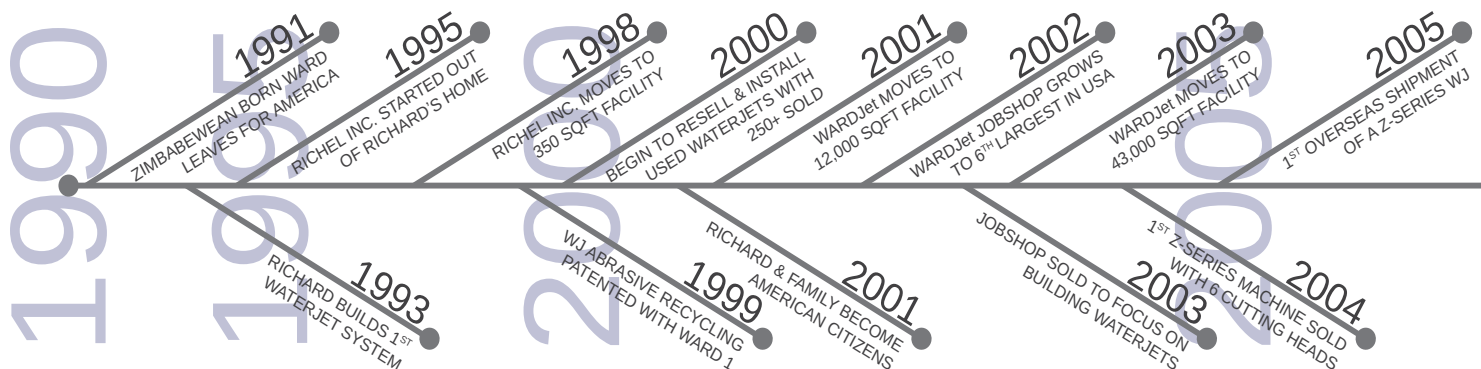 1990
1995
2000
2005
1991
ZIMBABEWEAN BORN WARD
LEAVES FOR AMERICA
1995
RICHEL INC. STARTED OUT
OF RICHARD'S HOME
1998
RICHEL INC. MOVES TO
350 SQFT FACILITY
2000
BEGIN TO RESELL & INSTALL
USED WATERJETS WITH
250+ SOLD
2001
WARDJet MOVES TO
12,000 SQFT FACILITY
2002
WARDJet JOBSHOP GROWS
TO 6TH LARGEST IN USA
2003
WARDJet MOVES TO
43,000 SQFT FACILITY
2005
1ST OVERSEAS SHIPMENT
OF A Z-SERIES WJ
1993
RICHARD BUILDS 1ST
WATERJET SYSTEM
1999
WJ ABRASIVE RECYCLING
PATENTED WITH WARD 1
2001
RICHARD & FAMILY BECOME
AMERICAN CITIZENS
2003
JOBSHOP SOLD TO FOCUS ON
BUILDING WATERJETS
2004
1ST Z-SERIES MACHINE SOLD
WITH 6 CUTTING HEADS